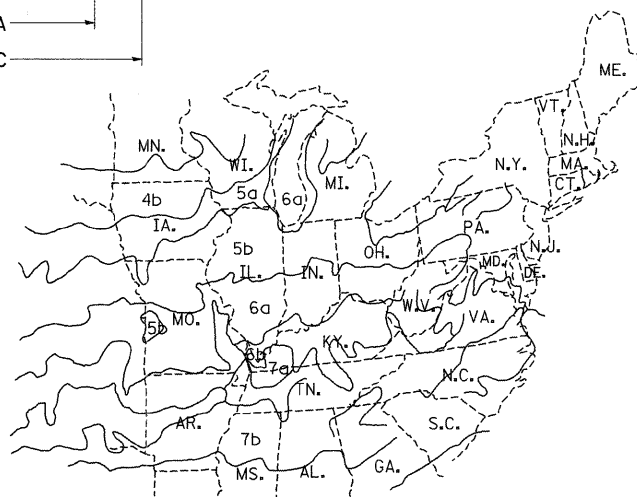 A
C
ME.
VT.
N.H.
MN.
WI.
N.Y.
MA.
CT.
MI.
4b
5a
6a
IA.
PA.
5b
OH.
N.J.
IL.
IN.
MD.
DE.
6a
W.V.
5b
MO.
VA.
KY.
6b
7a
N.C.
TN.
AR.
S.C.
7b
MS.
AL.
GA.